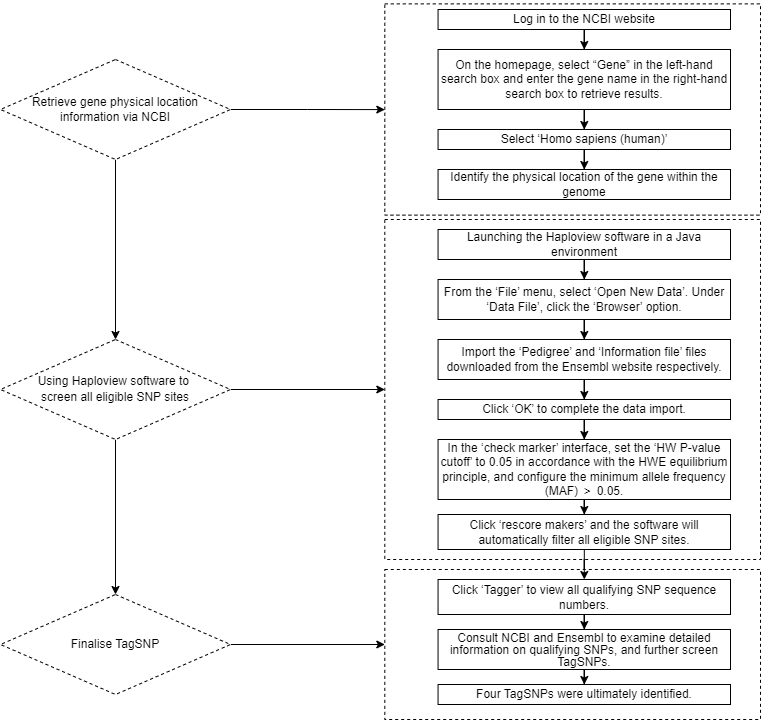 Log in to the NCBI website
On the homepage, select “Gene” in the left-hand
search box and enter the gene name in the right-hand
search box to retrieve results.
Retrieve gene physical location
information via NCBI
Select ‘Homo sapiens (human)’
Identify the physical location of the gene within the
genome
Launching the Haploview software in a Java
environment
From the ‘File’ menu, select ‘Open New Data’. Under
‘Data File’, click the ‘Browser’ option.
Import the ‘Pedigree’ and ‘Information file’ files
downloaded from the Ensembl website respectively.
Using Haploview software to
screen all eligible SNP sites
Click ‘OK’ to complete the data import.
In the ‘check marker’ interface, set the ‘HW P-value
cutoff’ to 0.05 in accordance with the HWE equilibrium
principle, and configure the minimum allele frequency
(MAF) > 0.05.
Click ‘rescore makers’ and the software will
automatically filter all eligible SNP sites.
Click ‘Tagger’ to view all qualifying SNP sequence
numbers.
Finalise TagSNP
Consult NCBI and Ensembl to examine detailed
information on qualifying SNPs, and further screen
TagSNPs.
Four TagSNPs were ultimately identified.